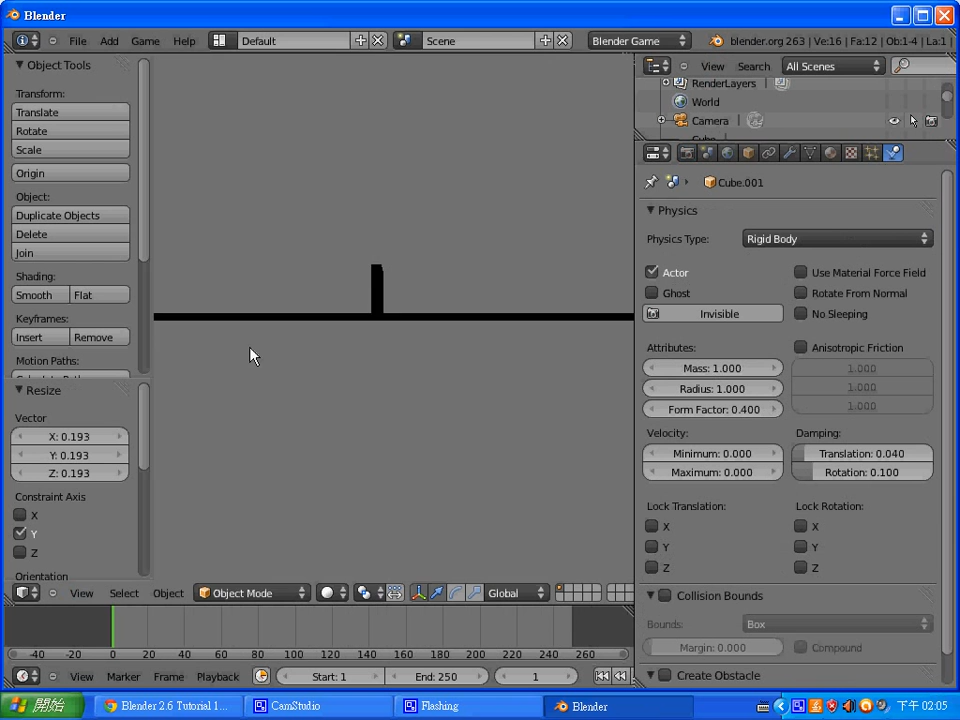 Blender
File Add Game Help Default Scene Blender Game blender.org 263 | Ve:16 | Fa:12 | Ob:1-4 | La:1 |
Object Tools
Transform:
Translate
Rotate
Scale
Origin
Object:
Duplicate Objects
Delete
Join
Shading:
Smooth Flat
Keyframes:
Insert Remove
Motion Paths:
Resize
Vector
X: 0.193
Y: 0.193
Z: 0.193
Constraint Axis
X
Y
Z
Orientation
View Search All Scenes
RenderLayers
World
Camera
Cube.001
Physics
Physics Type: Rigid Body
Actor Use Material Force Field
Ghost Rotate From Normal
Invisible No Sleeping
Attributes: Anisotropic Friction
Mass: 1.000 1.000
Radius: 1.000 1.000
Form Factor: 0.400 1.000
Velocity: Damping:
Minimum: 0.000 Translation: 0.040
Maximum: 0.000 Rotation: 0.100
Lock Translation: Lock Rotation:
X X
Y Y
Z Z
Collision Bounds
Bounds: Box
Margin: 0.000 Compound
Create Obstacle
View Select Object Object Mode Global
-40 -20 0 20 40 60 80 100 120 140 160 180 200 220 240 260
View Marker Frame Playback Start: 1 End: 250 1
開始 Blender 2.6 Tutorial 1... CamStudio Flashing Blender 下午 02:05